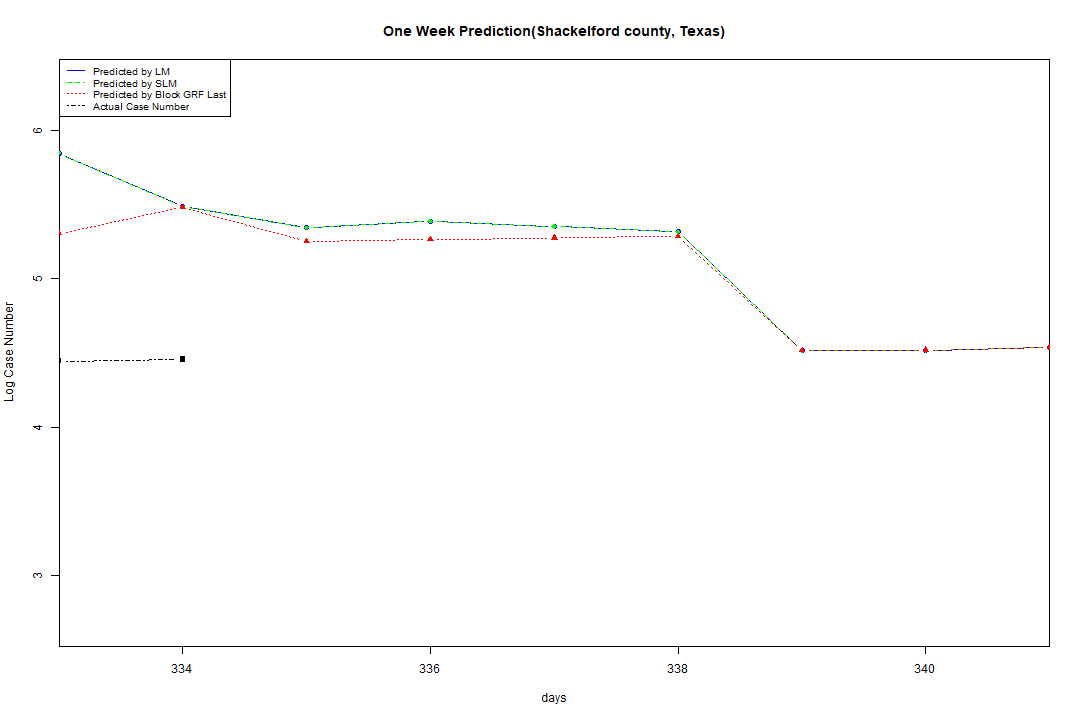 One Week Prediction(Shackelford county, Texas)
Predicted by LM
Predicted by SLM
Predicted by Block GRF Last
Actual Case Number
6
5
4
3
Log Case Number
334 336 338 340
days